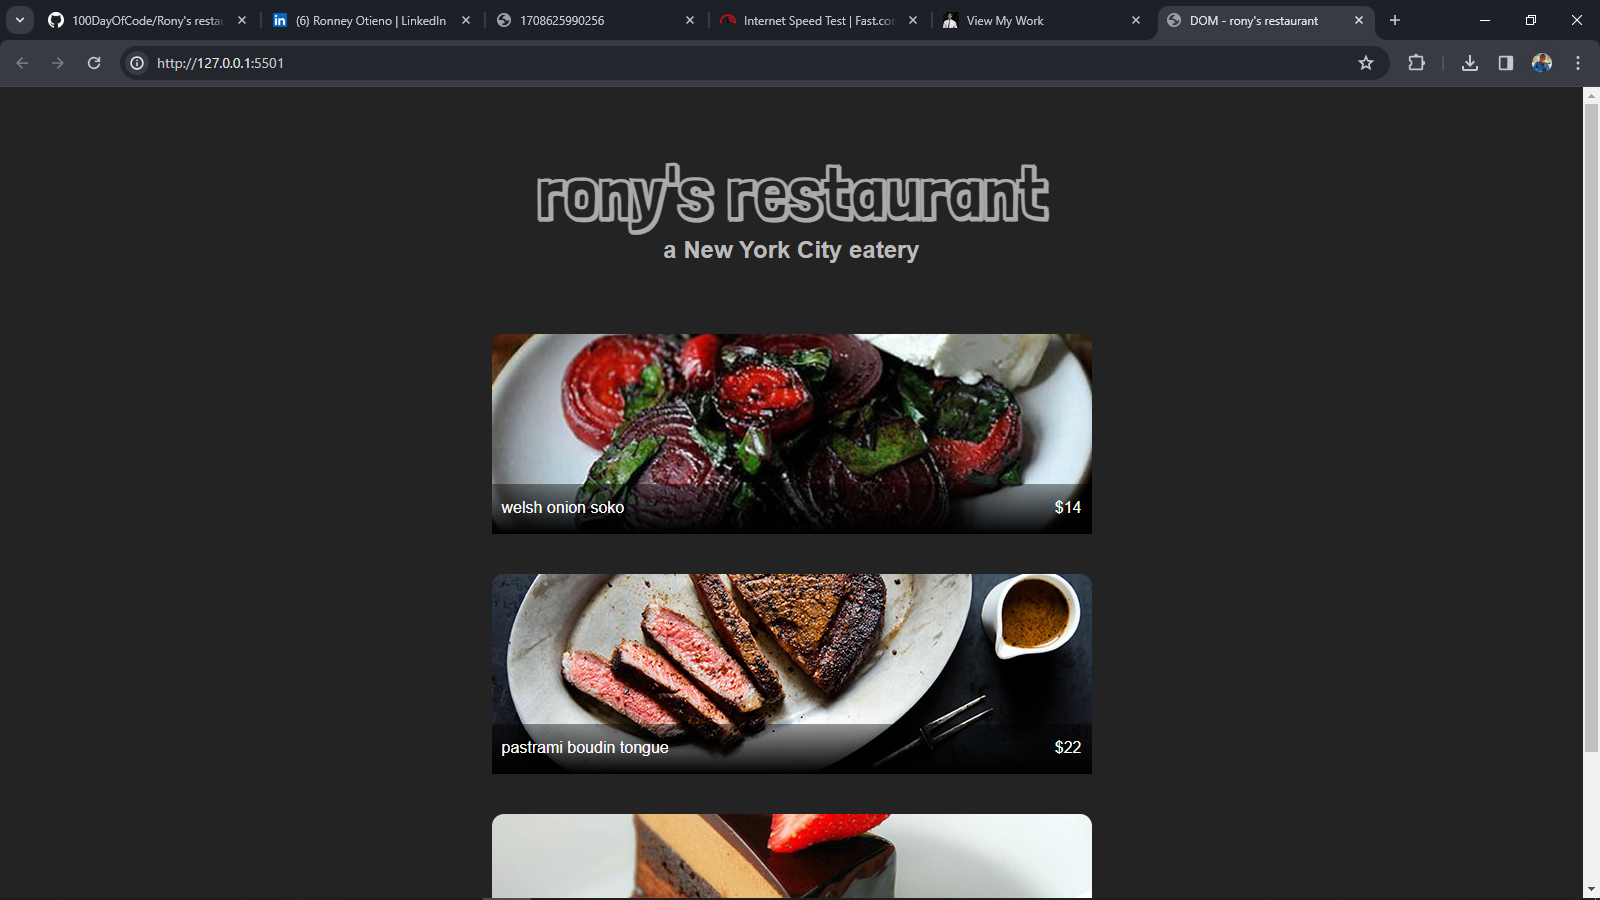 100DayOfCode/Rony's restau
(6) Ronney Otieno | LinkedIn
1708625990256
Internet Speed Test | Fast.com
View My Work
DOM - rony's restaurant
http://127.0.0.1:5501
rony's restaurant
a New York City eatery
welsh onion soko
$14
pastrami boudin tongue
$22